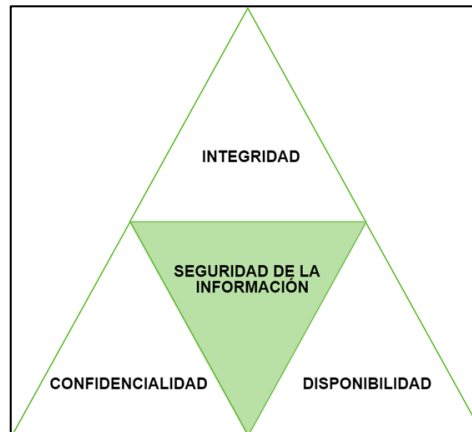 INTEGRIDAD
SEGURIDAD DE LA
INFORMACIÓN
CONFIDENCIALIDAD
DISPONIBILIDAD